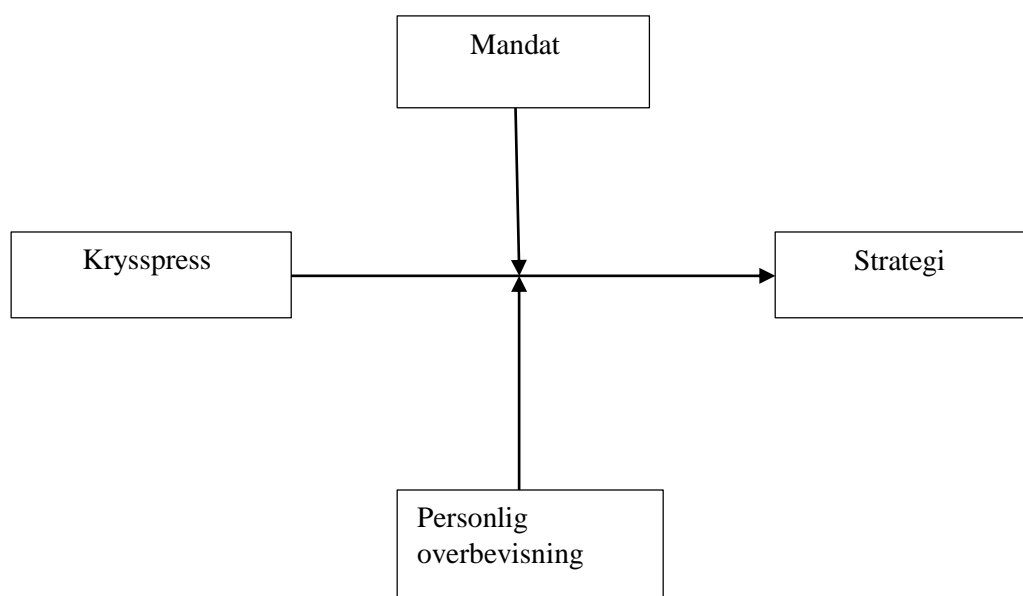 Mandat
Krysspress
Strategi
Personlig
overbevisning